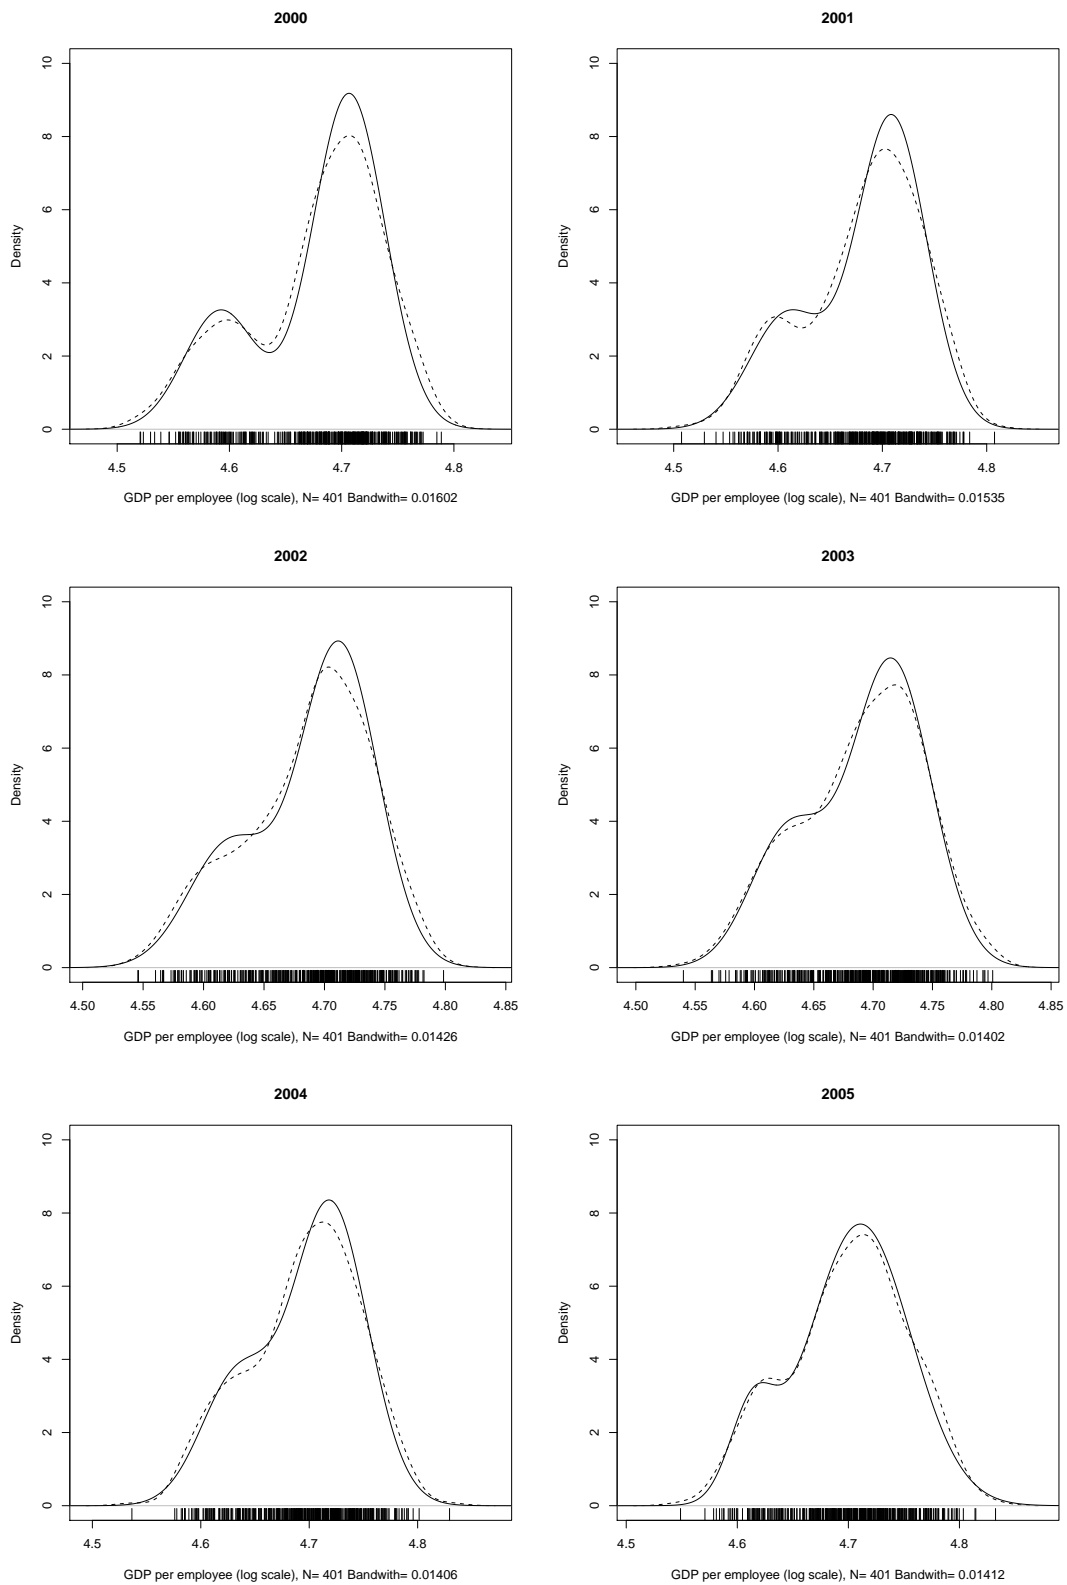 2000
Density
0 2 4 6 8 10
4.5 4.6 4.7 4.8
GDP per employee (log scale), N= 401 Bandwith= 0.01602
2001
Density
0 2 4 6 8 10
4.5 4.6 4.7 4.8
GDP per employee (log scale), N= 401 Bandwith= 0.01535
2002
Density
0 2 4 6 8 10
4.50 4.55 4.60 4.65 4.70 4.75 4.80 4.85
GDP per employee (log scale), N= 401 Bandwith= 0.01426
2003
Density
0 2 4 6 8 10
4.50 4.55 4.60 4.65 4.70 4.75 4.80 4.85
GDP per employee (log scale), N= 401 Bandwith= 0.01402
2004
Density
0 2 4 6 8 10
4.5 4.6 4.7 4.8
GDP per employee (log scale), N= 401 Bandwith= 0.01406
2005
Density
0 2 4 6 8 10
4.5 4.6 4.7 4.8
GDP per employee (log scale), N= 401 Bandwith= 0.01412